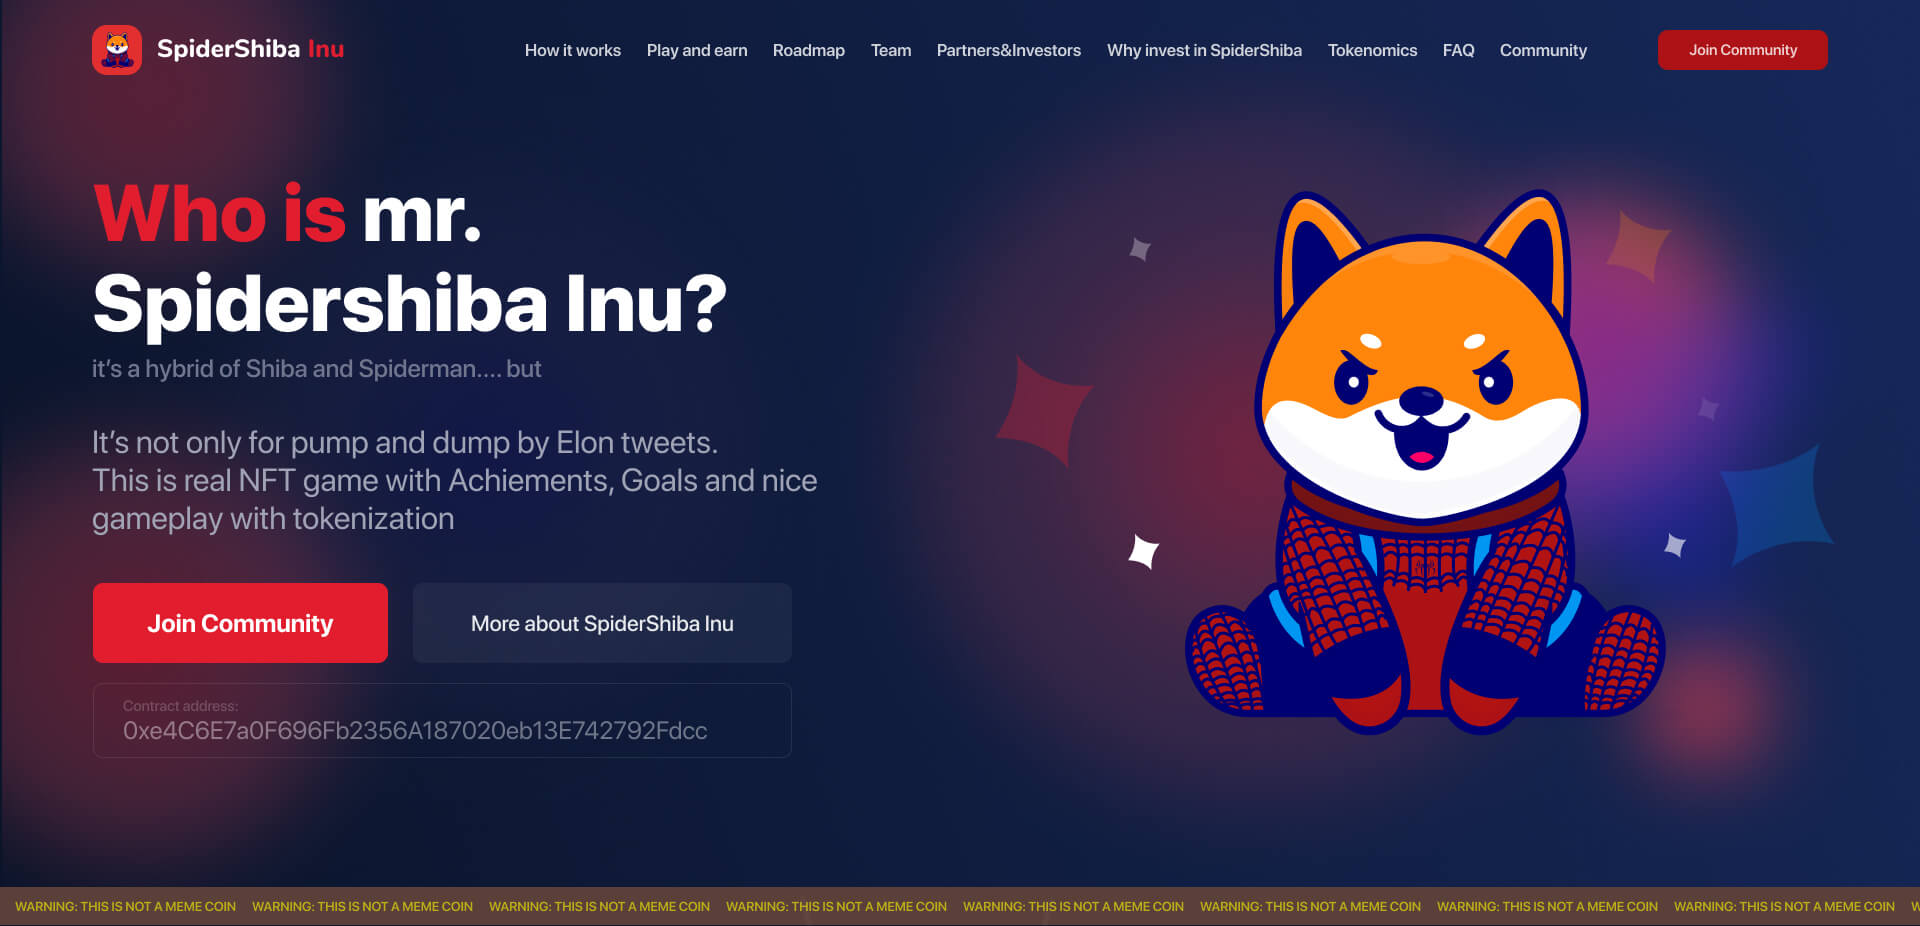 SpiderShiba Inu
How it works
Play and earn
Roadmap
Team
Partners&Investors
Why invest in SpiderShiba
Tokenomics
FAQ
Community
Join Community
Who is mr.
Spidershiba Inu?
it's a hybrid of Shiba and Spiderman.... but
It's not only for pump and dump by Elon tweets.
This is real NFT game with Achiements, Goals and nice
gameplay with tokenization
Join Community
More about SpiderShiba Inu
Contract address:
0xe4C6E7a0F696Fb2356A187020eb13E742792Fdcc
WARNING: THIS IS NOT A MEME COIN WARNING: THIS IS NOT A MEME COIN WARNING: THIS IS NOT A MEME COIN WARNING: THIS IS NOT A MEME COIN WARNING: THIS IS NOT A MEME COIN WARNING: THIS IS NOT A MEME COIN WARNING: THIS IS NOT A MEME COIN WARNING: THIS IS NOT A MEME COIN W